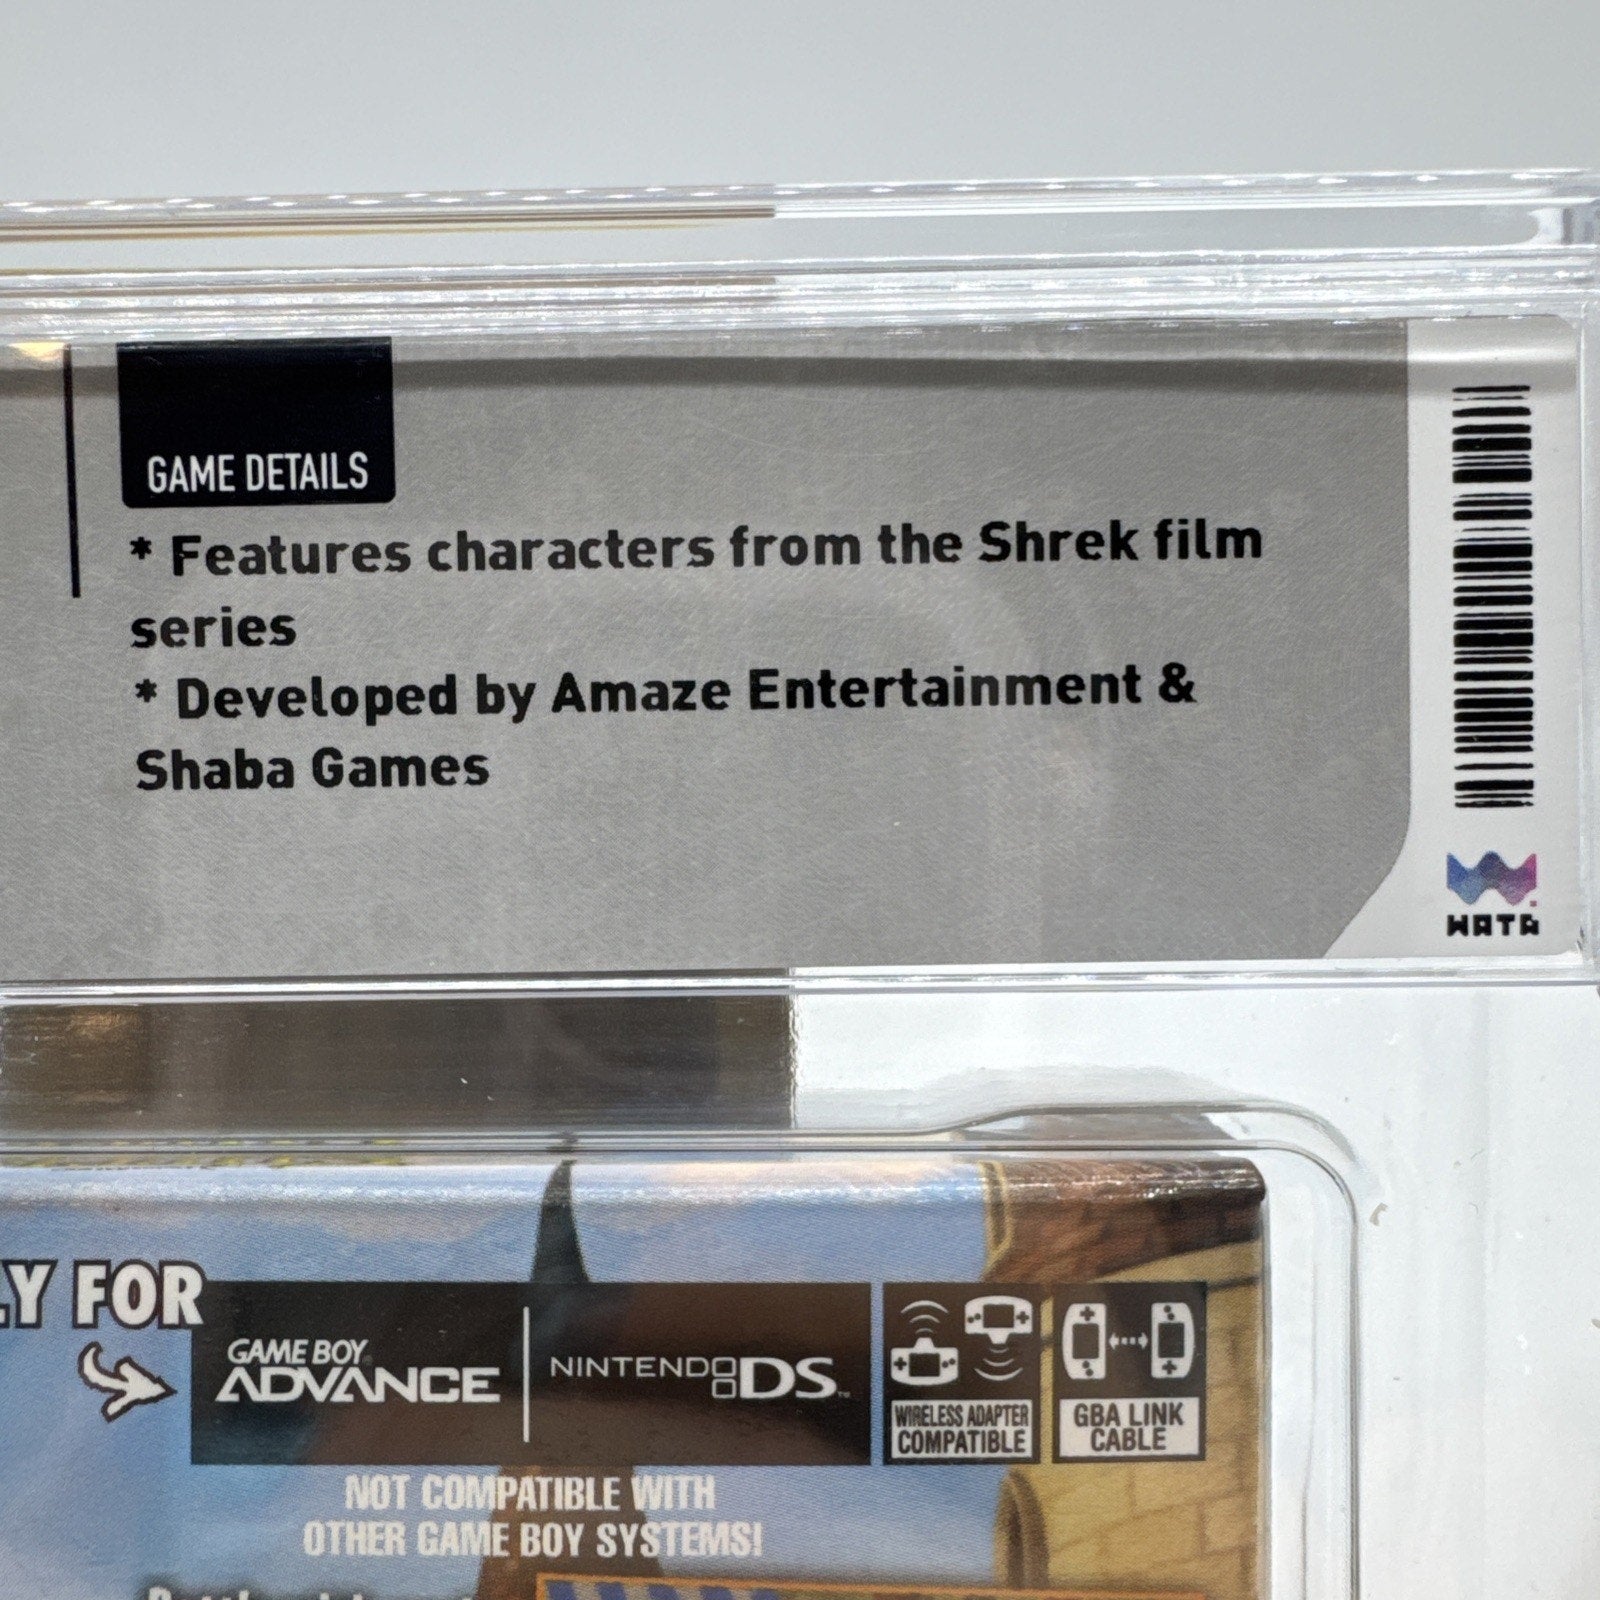 GAME DETAILS
* Features characters from the Shrek film
series
* Developed by Amaze Entertainment &
Shaba Games
WATA
LY FOR
GAME BOY ADVANCE
NINTENDO DS™
WIRELESS ADAPTER
COMPATIBLE
GBA LINK
CABLE
NOT COMPATIBLE WITH
OTHER GAME BOY SYSTEMS!